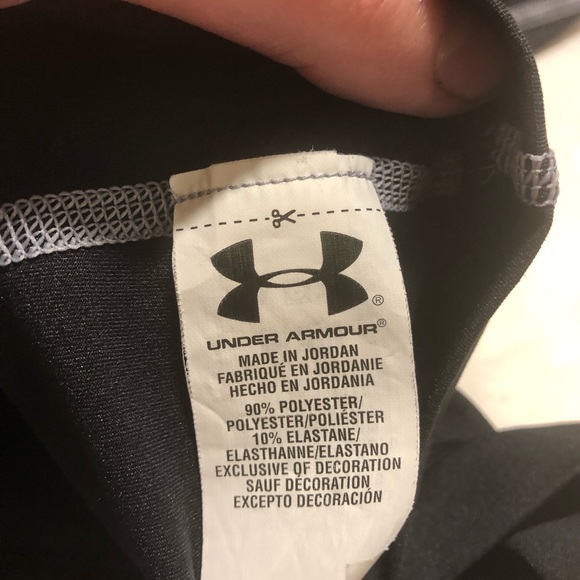 UNDER ARMOUR®
MADE IN JORDAN
FABRIQUÉ EN JORDANIE
HECHO EN JORDANIA
90% POLYESTER/
POLYESTER/POLIÉSTER
10% ELASTANE/
ELASTHANNE/ELASTANO
EXCLUSIVE OF DECORATION
SAUF DÉCORATION
EXCEPTO DECORACIÓN